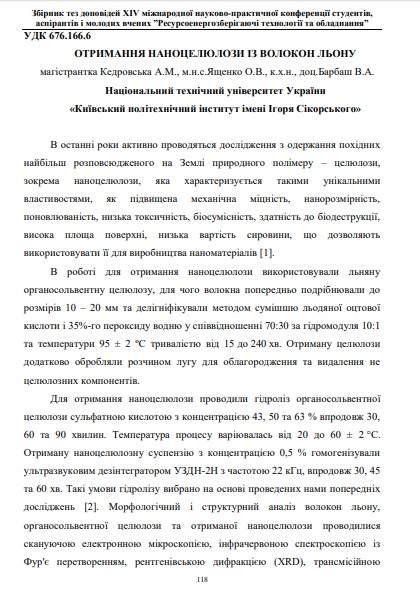 Збірник тез доповідей XIV міжнародної науково-практичної конференції студентів,
аспірантів і молодих вчених ”Ресурсоенергозберігаючі технології та обладнання”
УДК 676.166.6
ОТРИМАННЯ НАНОЦЕЛЮЛОЗИ ІЗ ВОЛОКОН ЛЬОНУ
магістрантка Кедровська А.М., м.н.с.Ященко О.В., к.х.н., доц.Барбаш В.А.
Національний технічний університет України
«Київський політехнічний інститут імені Ігоря Сікорського»
В останні роки активно проводяться дослідження з одержання похідних
найбільш розповсюдженого на Землі природного полімеру – целюлози,
зокрема наноцелюлози, яка характеризується такими унікальними
властивостями, як підвищена механічна міцність, нанорозмірність,
поновлюваність, низька токсичність, біосумісність, здатність до біодеструкції,
висока площа поверхні, низька вартість сировини, що дозволяють
використовувати її для виробництва наноматеріалів [1].
В роботі для отримання наноцелюлози використовували льняну
органосольвентну целюлозу, для чого волокна попередньо подрібнювали до
розмірів 10 – 20 мм та делігніфікували методом сумішшю льодяної оцтової
кислоти і 35%-го пероксиду водню у співвідношенні 70:30 за гідромодуля 10:1
та температури 95 ± 2 ºС тривалістю від 15 до 240 хв. Отриману целюлози
додатково обробляли розчином лугу для облагородження та видалення не
целюлозних компонентів.
Для отримання наноцелюлози проводили гідроліз органосольвентної
целюлози сульфатною кислотою з концентрацією 43, 50 та 63 % впродовж 30,
60 та 90 хвилин. Температура процесу варіювалась від 20 до 60 ± 2 °С.
Отриману наноцелюлозну суспензію з концентрацією 0,5 % гомогенізували
ультразвуковим дезінтегратором УЗДН-2Н з частотою 22 кГц, впродовж 30, 45
та 60 хв. Такі умови гідролізу вибрано на основі проведених нами попередніх
досліджень [2]. Морфологічний і структурний аналіз волокон льону,
органосольвентної целюлози та отриманої наноцелюлози проводилися
скануючою електронною мікроскопією, інфрачервоною спектроскопією із
Фур'є перетворенням, рентгенівською дифракцією (XRD), трансмісійною
118